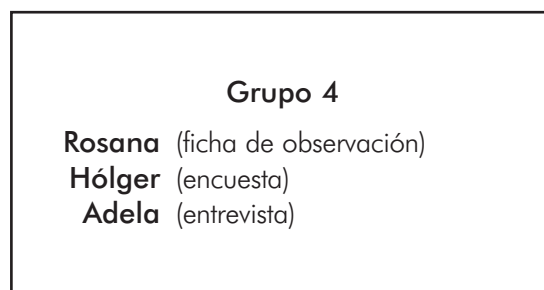 Grupo 4
Rosana (ficha de observación)
Hólger (encuesta)
Adela (entrevista)